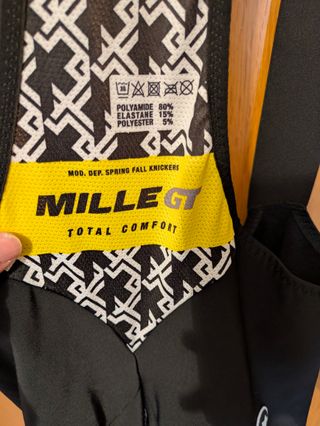 POLYAMIDE 80%
ELASTANE 15%
POLYESTER 5%
MOD. DEP. SPRING FALL KNICKERS
MILLE GT
TOTAL COMFORT